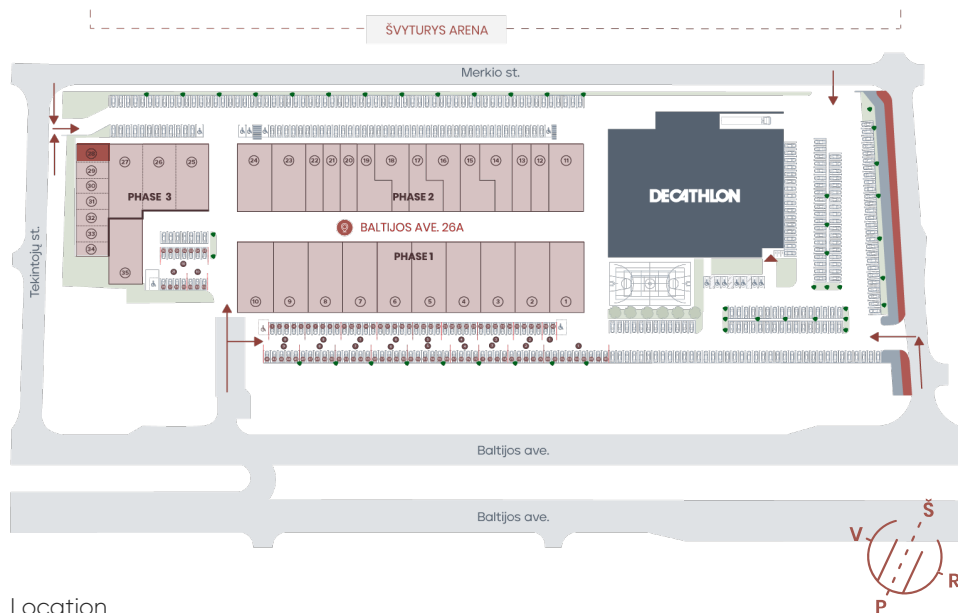 ŠVYTURYS ARENA
Merkio st.
28
29
30
31
32
33
34
27
26
25
PHASE 3
35
24
23
22
21
20
19
18
17
16
15
14
13
12
11
PHASE 2
BALTIJOS AVE. 26A
PHASE 1
10
9
8
7
6
5
4
3
2
1
DECATHLON
Tekintojų st.
Baltijos ave.
Baltijos ave.
Š
V
R
P
Location